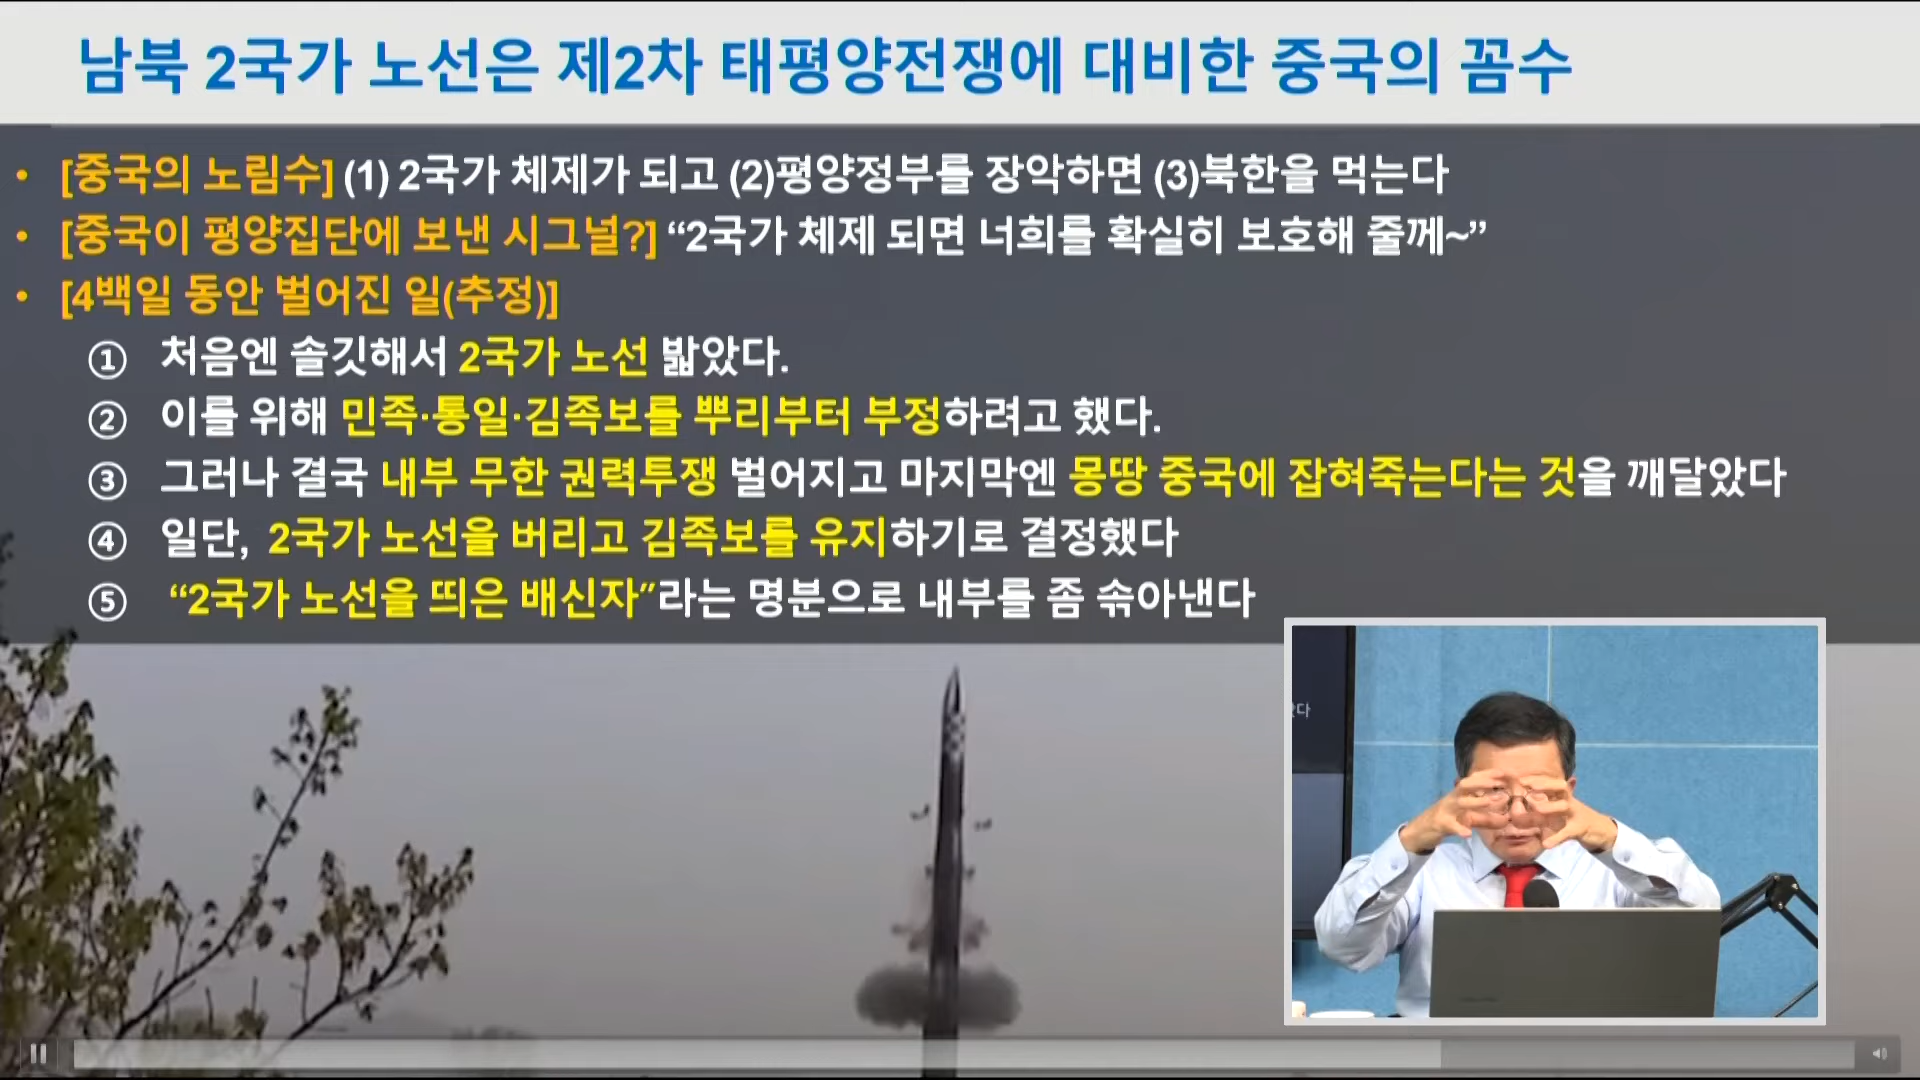 남북 2국가 노선은 제2차 태평양전쟁에 대비한 중국의 꼼수
• [중국의 노림수] (1) 2국가 체제가 되고 (2)평양정부를 장악하면 (3)북한을 먹는다
• [중국이 평양집단에 보낸 시그널?] “2국가 체제 되면 너희를 확실히 보호해 줄께~”
• [4백일 동안 벌어진 일(추정)]
① 처음엔 솔깃해서 2국가 노선 밟았다.
② 이를 위해 민족·통일·김족보를 뿌리부터 부정하려고 했다.
③ 그러나 결국 내부 무한 권력투쟁 벌어지고 마지막엔 몽땅 중국에 잡혀죽는다는 것을 깨달았다
④ 일단, 2국가 노선을 버리고 김족보를 유지하기로 결정했다
⑤ “2국가 노선을 띄은 배신자”라는 명분으로 내부를 좀 솎아낸다